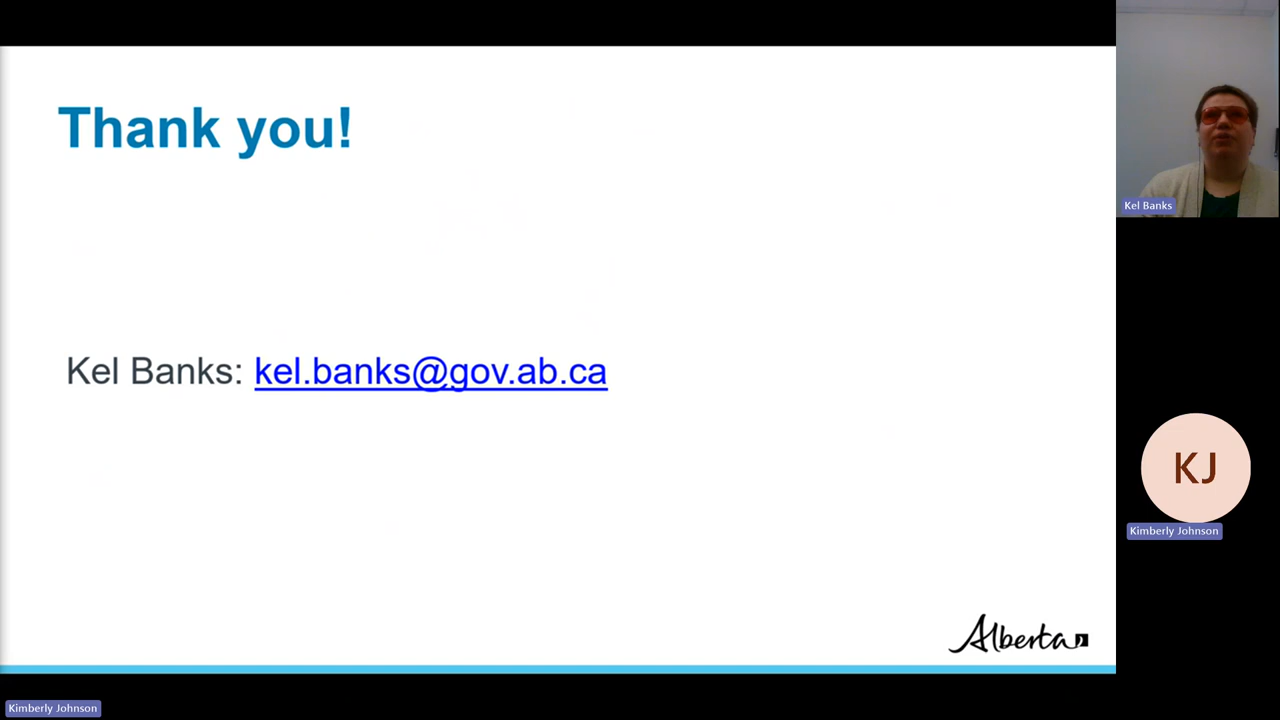 Thank you!
Kel Banks: kel.banks@gov.ab.ca
Alberta
Kel Banks
KJ
Kimberly Johnson
Kimberly Johnson